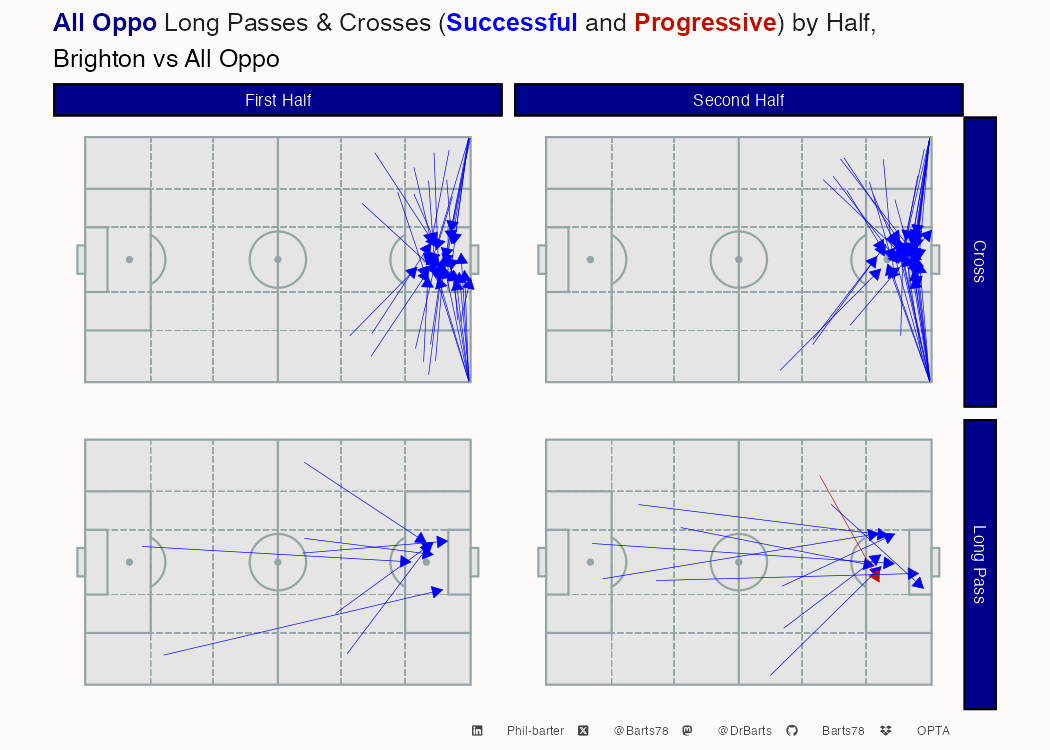 All Oppo Long Passes & Crosses (Successful and Progressive) by Half,
Brighton vs All Oppo
First Half
Second Half
Cross
Long Pass
Phil-barter @Barts78 @DrBarts Barts78 OPTA